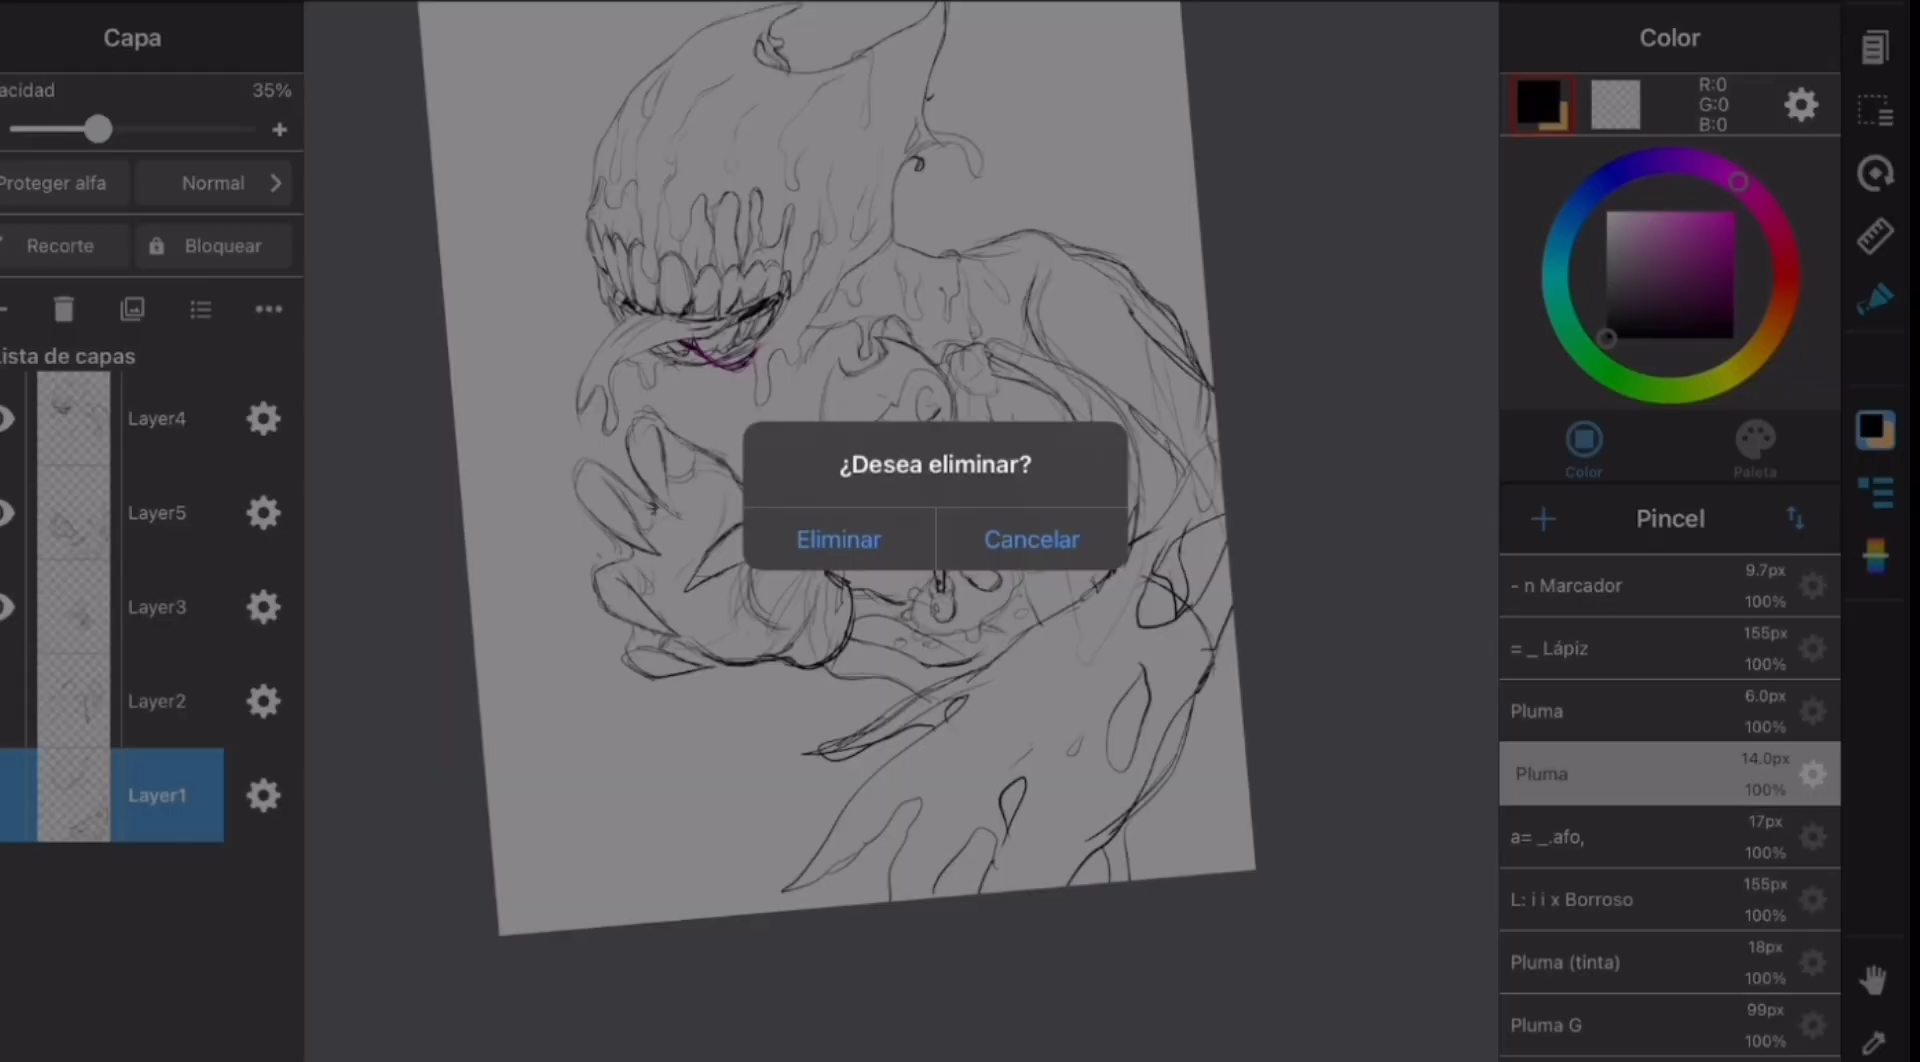 Capa
acidad
35%
Proteger alfa
Normal
Recorte
Bloquear
ista de capas
Layer4
Layer5
Layer3
Layer2
Layer1
¿Desea eliminar?
Eliminar
Cancelar
Color
R:0
G:0
B:0
Color
Paleta
Pincel
- n Marcador
9.7px
100%
= _ Lápiz
155px
100%
Pluma
6.0px
100%
Pluma
14.0px
100%
a= _.afo,
17px
100%
L: i i x Borroso
155px
100%
Pluma (tinta)
18px
100%
Pluma G
99px
100%